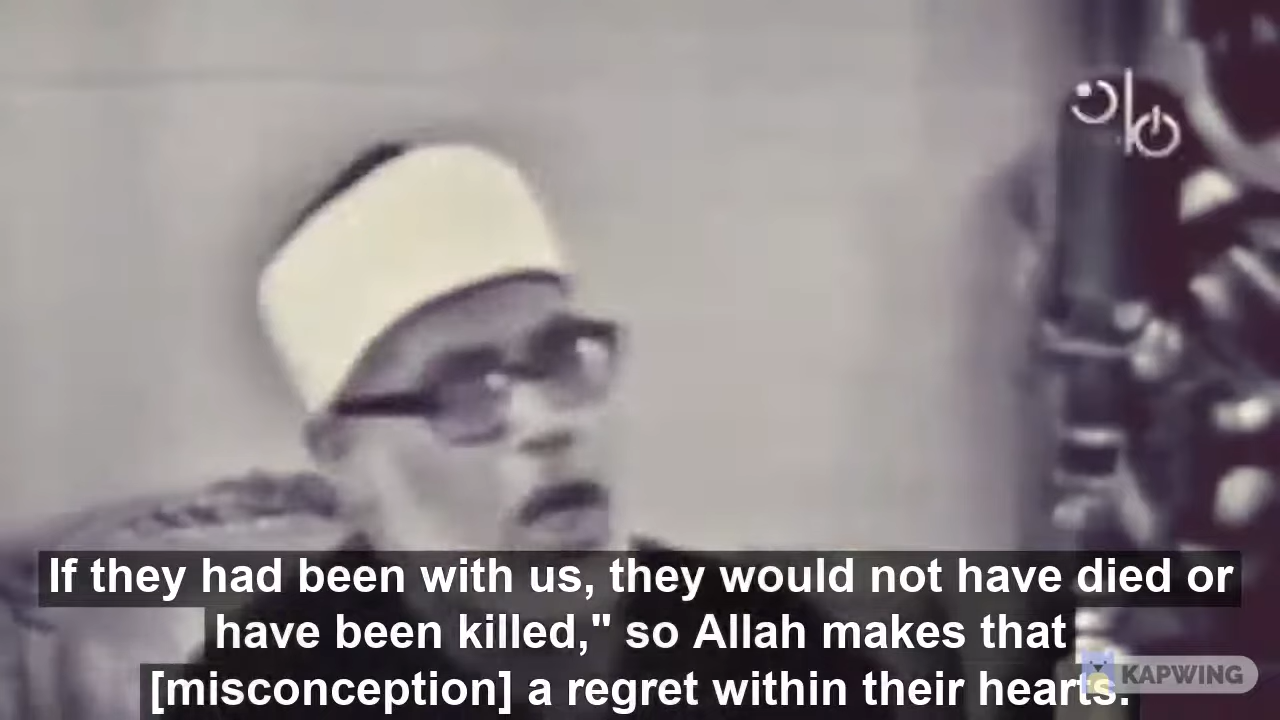 If they had been with us, they would not have died or
have been killed," so Allah makes that
[misconception] a regret within their hearts.
KAPWING